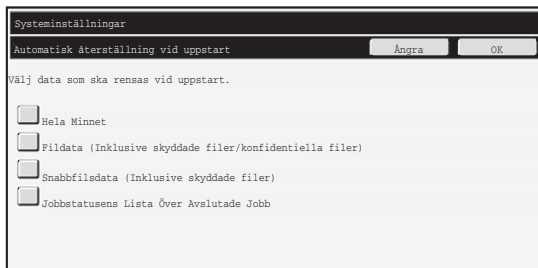 Systeminställningar
Automatisk återställning vid uppstart Ångra OK
Välj data som ska rensas vid uppstart.
Hela Minnet
Fildata (Inklusive skyddade filer/konfidentiella filer)
Snabbfilsdata (Inklusive skyddade filer)
Jobbstatusens Lista Över Avslutade Jobb